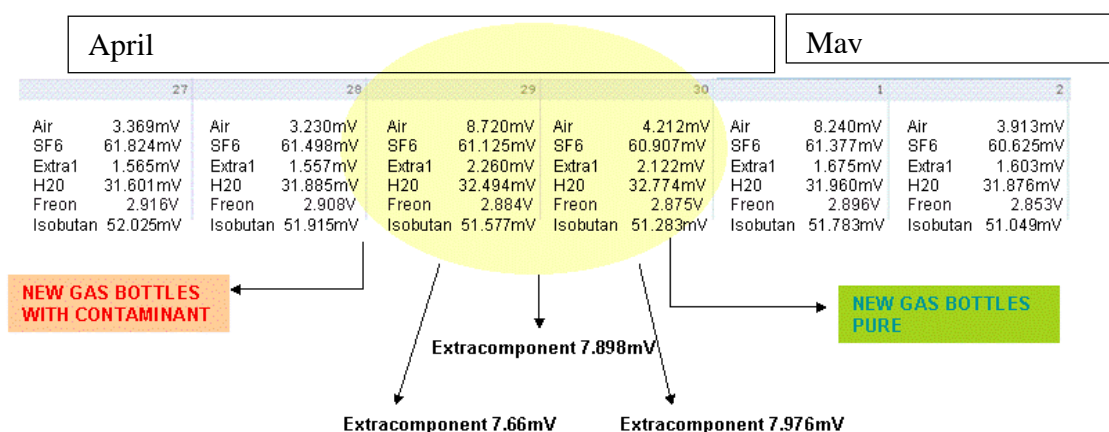 April
Mav
27 28 29 30 1 2
Air 3.369mV Air 3.230mV Air 8.720mV Air 4.212mV Air 8.240mV Air 3.913mV
SF6 61.824mV SF6 61.498mV SF6 61.125mV SF6 60.907mV SF6 61.377mV SF6 60.625mV
Extra1 1.565mV Extra1 1.557mV Extra1 2.260mV Extra1 2.122mV Extra1 1.675mV Extra1 1.603mV
H20 31.601mV H20 31.885mV H20 32.494mV H20 32.774mV H20 31.960mV H20 31.876mV
Freon 2.916V Freon 2.908V Freon 2.884V Freon 2.875V Freon 2.896V Freon 2.853V
Isobutan 52.025mV Isobutan 51.915mV Isobutan 51.577mV Isobutan 51.283mV Isobutan 51.783mV Isobutan 51.049mV
NEW GAS BOTTLES
WITH CONTAMINANT
NEW GAS BOTTLES
PURE
Extracomponent 7.898mV
Extracomponent 7.66mV
Extracomponent 7.976mV